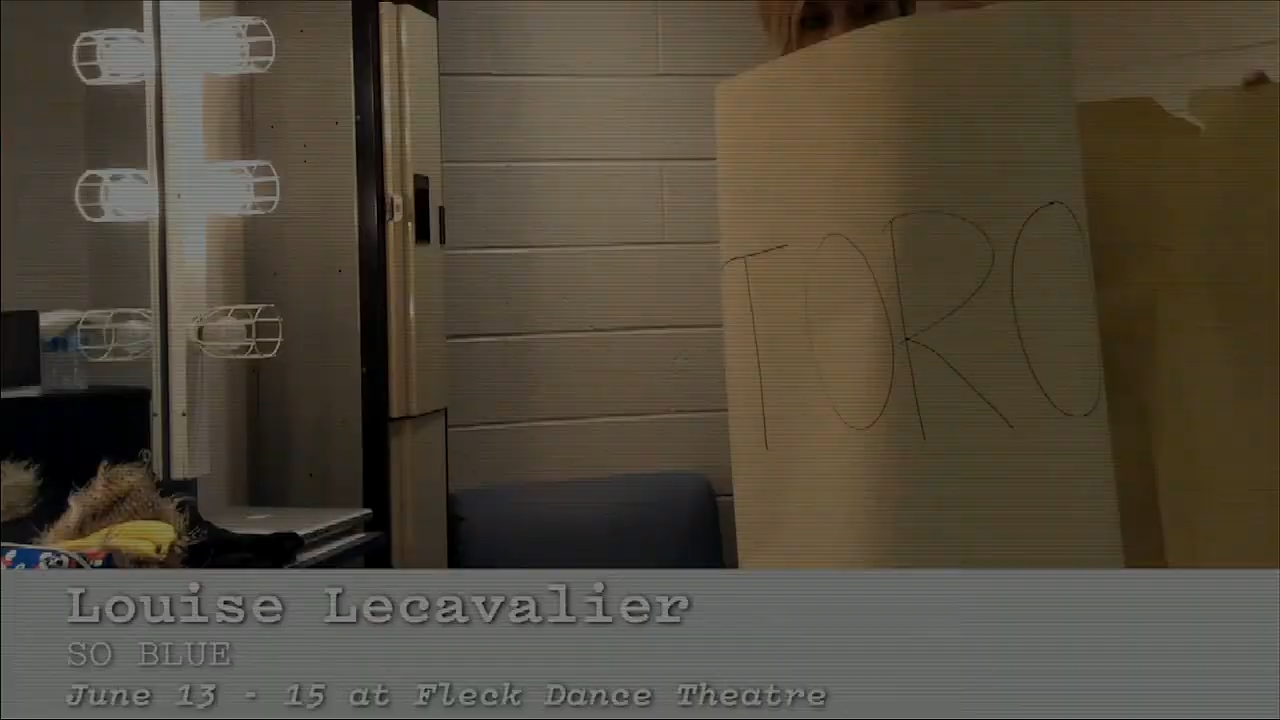 TORO
Louise Lecavalier
SO BLUE
June 13 - 15 at Fleck Dance Theatre